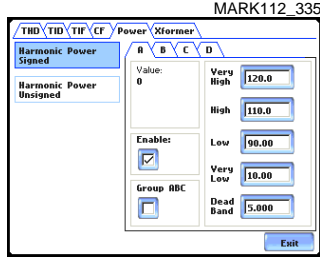 MARK112_335
THD TID TIF CF Power Xformer
Harmonic Power
Signed
Harmonic Power
Unsigned
A B C D
Value:
0
Enable:
Group ABC
Very
High 120.0
High 110.0
Low 90.00
Very
Low 10.00
Dead
Band 5.000
Exit